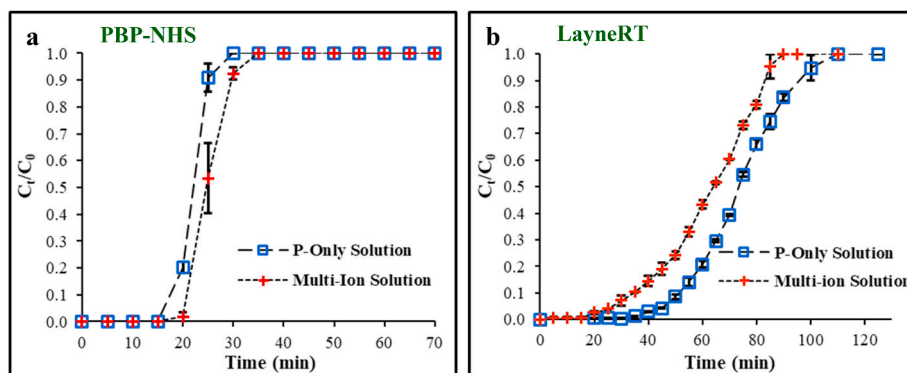 a
PBP-NHS
1.0
0.9
0.8
0.7
0.6
0.5
0.4
0.3
0.2
0.1
0.0
Ct/C0
P-Only Solution
Multi-Ion Solution
0 10 20 30 40 50 60 70
Time (min)
b
LayneRT
1.0
0.9
0.8
0.7
0.6
0.5
0.4
0.3
0.2
0.1
0.0
Ct/C0
P-Only Solution
Multi-ion Solution
0 20 40 60 80 100 120
Time (min)